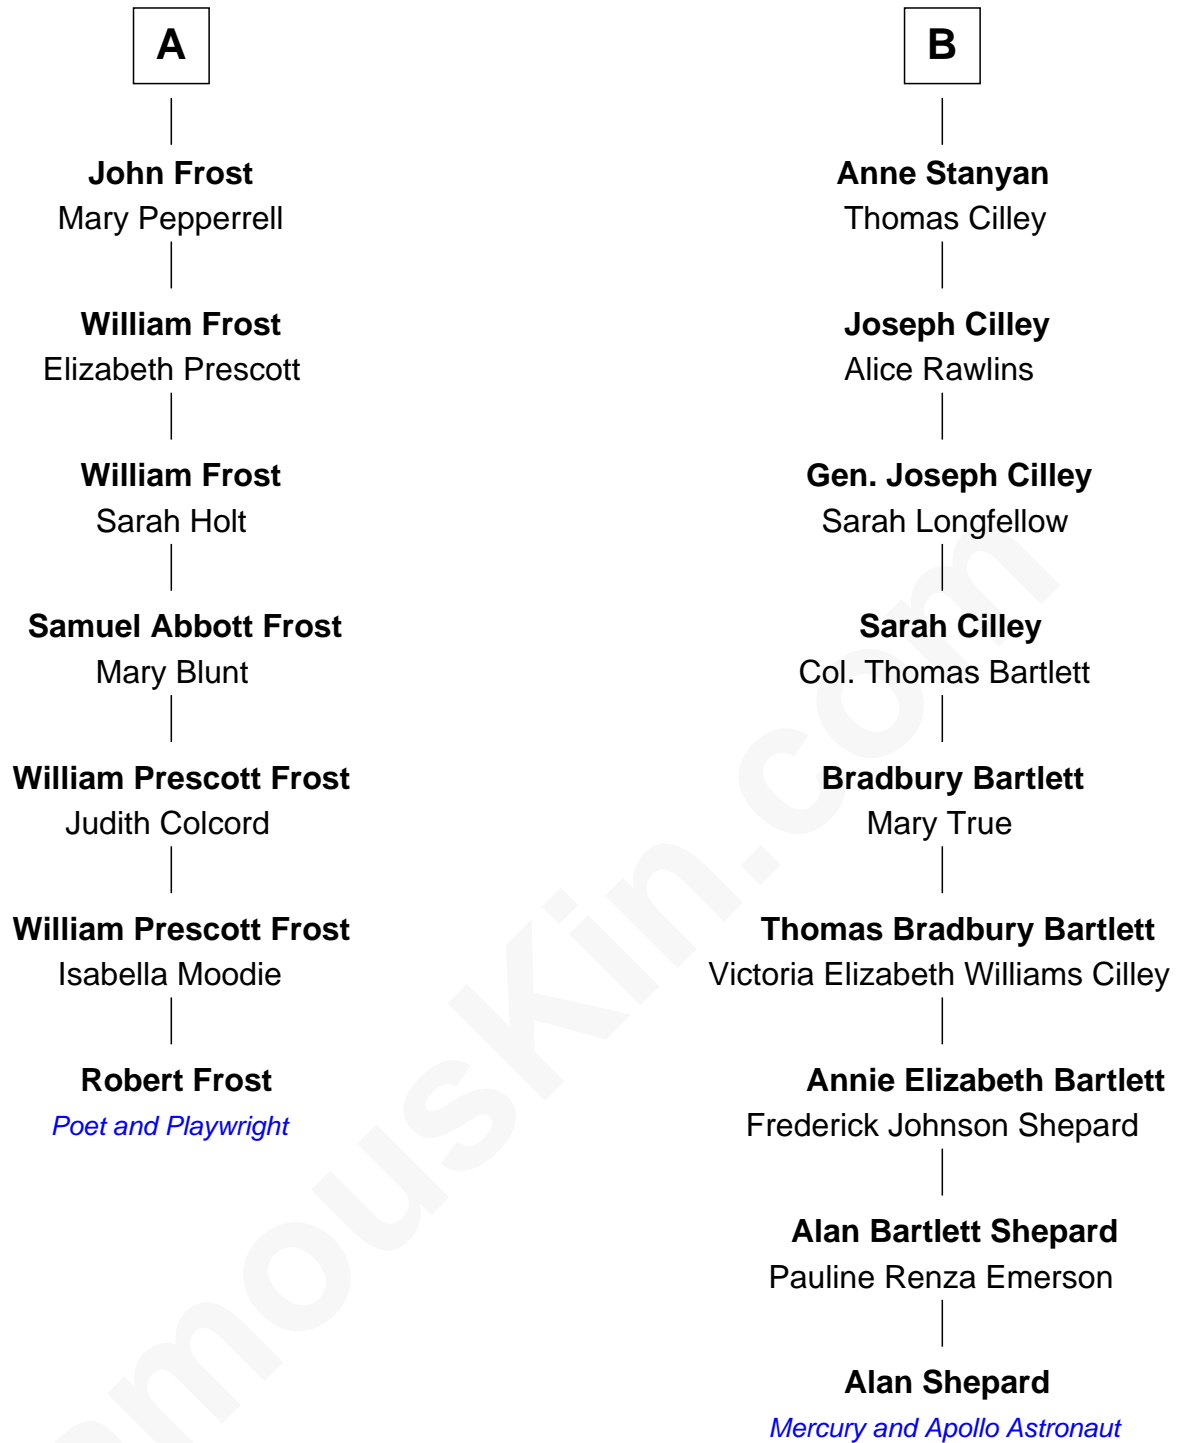 A
John Frost
Mary Pepperrell
William Frost
Elizabeth Prescott
William Frost
Sarah Holt
Samuel Abbott Frost
Mary Blunt
William Prescott Frost
Judith Colcord
William Prescott Frost
Isabella Moodie
Robert Frost
Poet and Playwright
B
Anne Stanyan
Thomas Cilley
Joseph Cilley
Alice Rawlins
Gen. Joseph Cilley
Sarah Longfellow
Sarah Cilley
Col. Thomas Bartlett
Bradbury Bartlett
Mary True
Thomas Bradbury Bartlett
Victoria Elizabeth Williams Cilley
Annie Elizabeth Bartlett
Frederick Johnson Shepard
Alan Bartlett Shepard
Pauline Renza Emerson
Alan Shepard
Mercury and Apollo Astronaut
amouskin.com